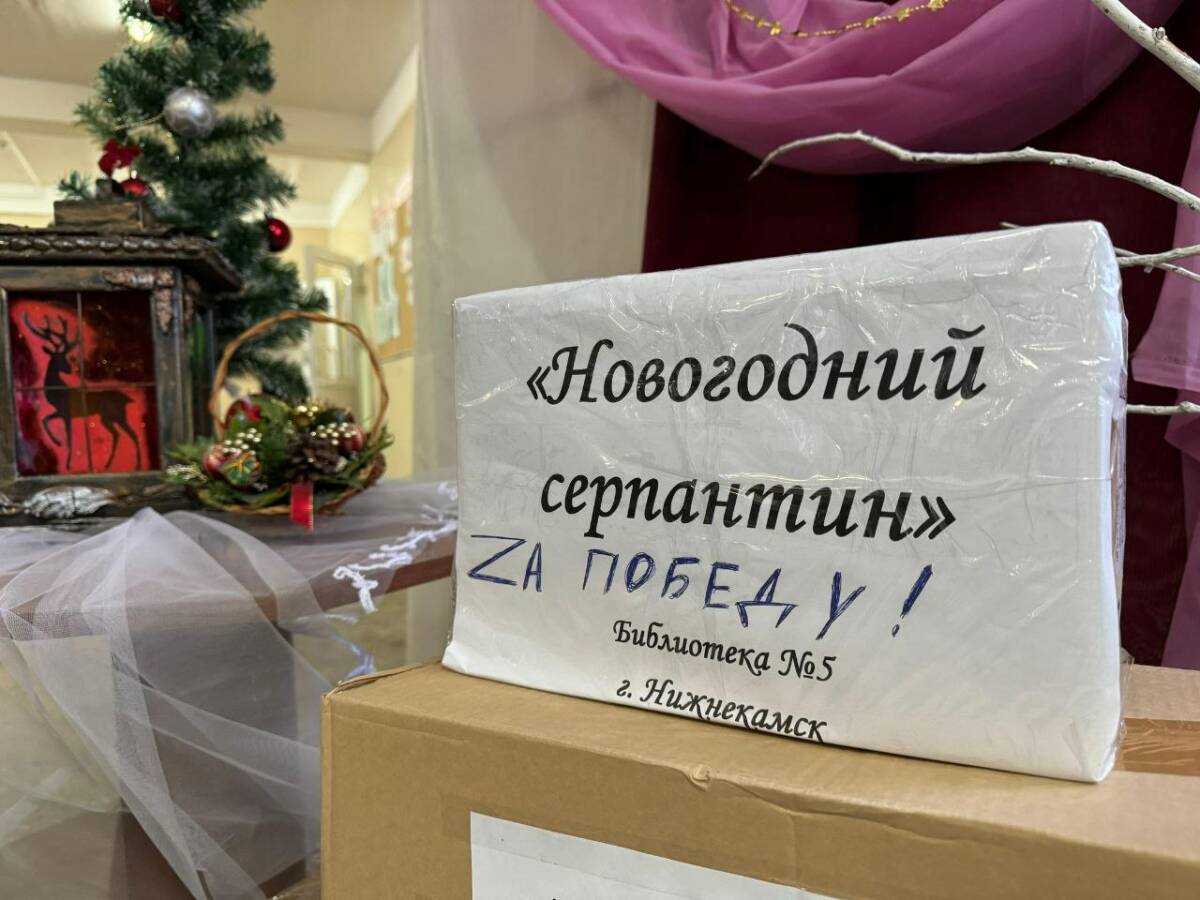 «Новогодний
серпантин»
ZА ПОБЕДУ!
Библиотека №5
г. Нижнекамск